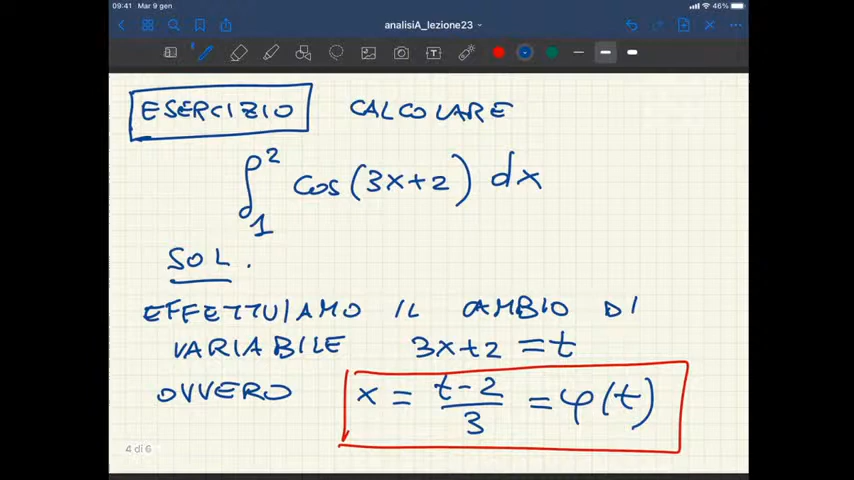 09:41 Mar 9 gen
46%
analisiA_lezione23
ESERCIZIO CALCOLARE
∫₁² cos(3x+2) dx
SOL.
EFFETTUIAMO IL CAMBIO DI
VARIABILE 3x+2 = t
OVVERO x = (t-2)/3 = φ(t)
4 di 6